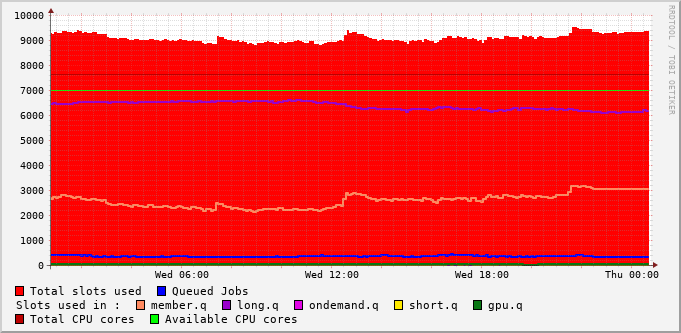 10000
9000
8000
7000
6000
5000
4000
3000
2000
1000
0
Wed 06:00 Wed 12:00 Wed 18:00 Thu 00:00
RRDTOOL / TOBI OETIKER
Total slots used Queued Jobs
Slots used in : member.q long.q ondemand.q short.q gpu.q
Total CPU cores Available CPU cores